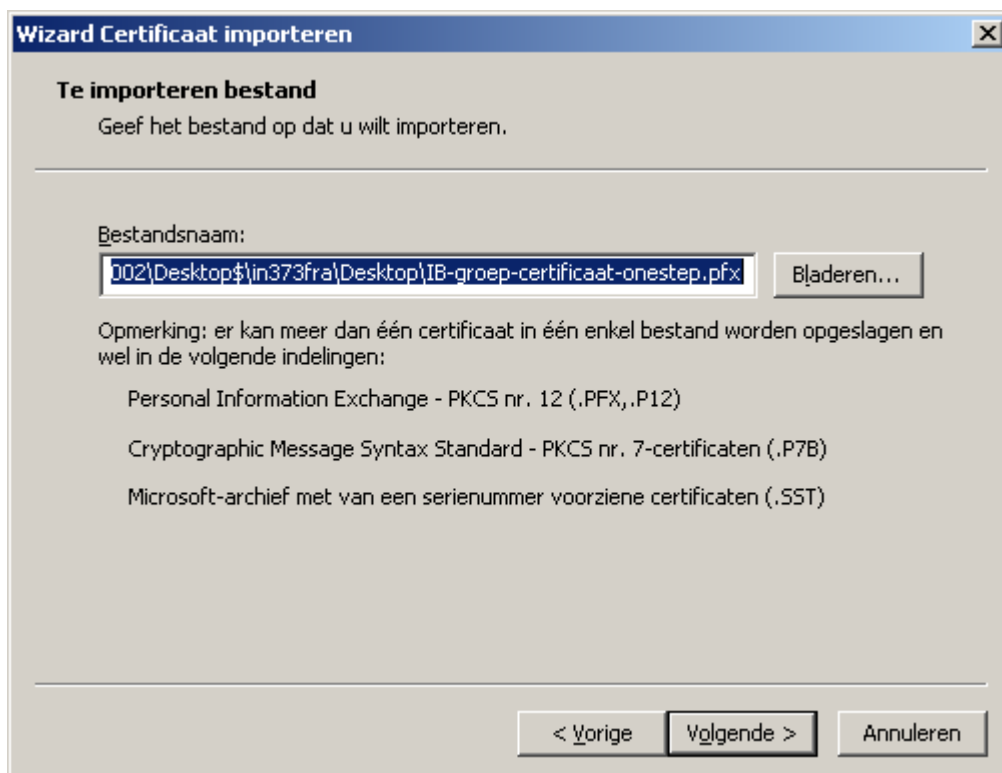 Wizard Certificaat importeren
Te importeren bestand
Geef het bestand op dat u wilt importeren.
Bestandsnaam:
002\Desktop$\in373fra\Desktop\IB-groep-certificaat-onestep.pfx
Bladeren...
Opmerking: er kan meer dan één certificaat in één enkel bestand worden opgeslagen en
wel in de volgende indelingen:
Personal Information Exchange - PKCS nr. 12 (.PFX,.P12)
Cryptographic Message Syntax Standard - PKCS nr. 7-certificaten (.P7B)
Microsoft-archief met van een serienummer voorziene certificaten (.SST)
< Vorige
Volgende >
Annuleren